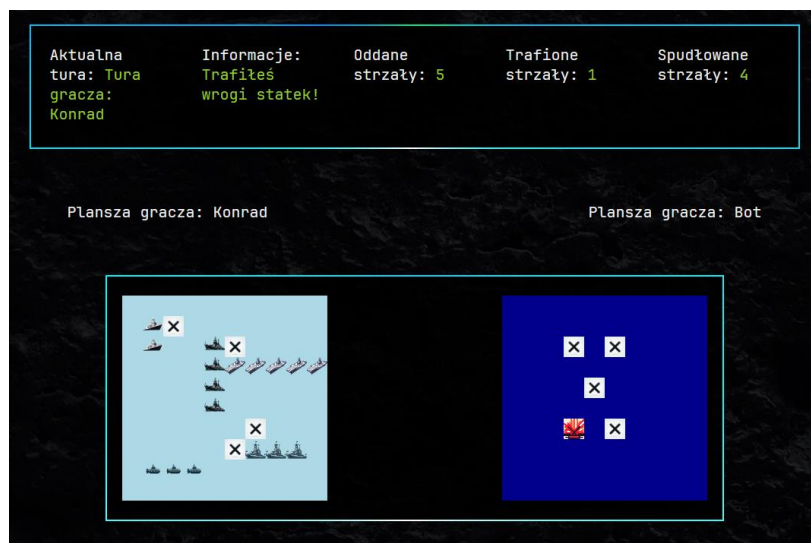 Aktualna
tura: Tura
gracza:
Konrad
Informacje:
Trafiłeś
wrogi statek!
Oddane
strzały: 5
Trafione
strzały: 1
Spudłowane
strzały: 4
Plansza gracza: Konrad
Plansza gracza: Bot